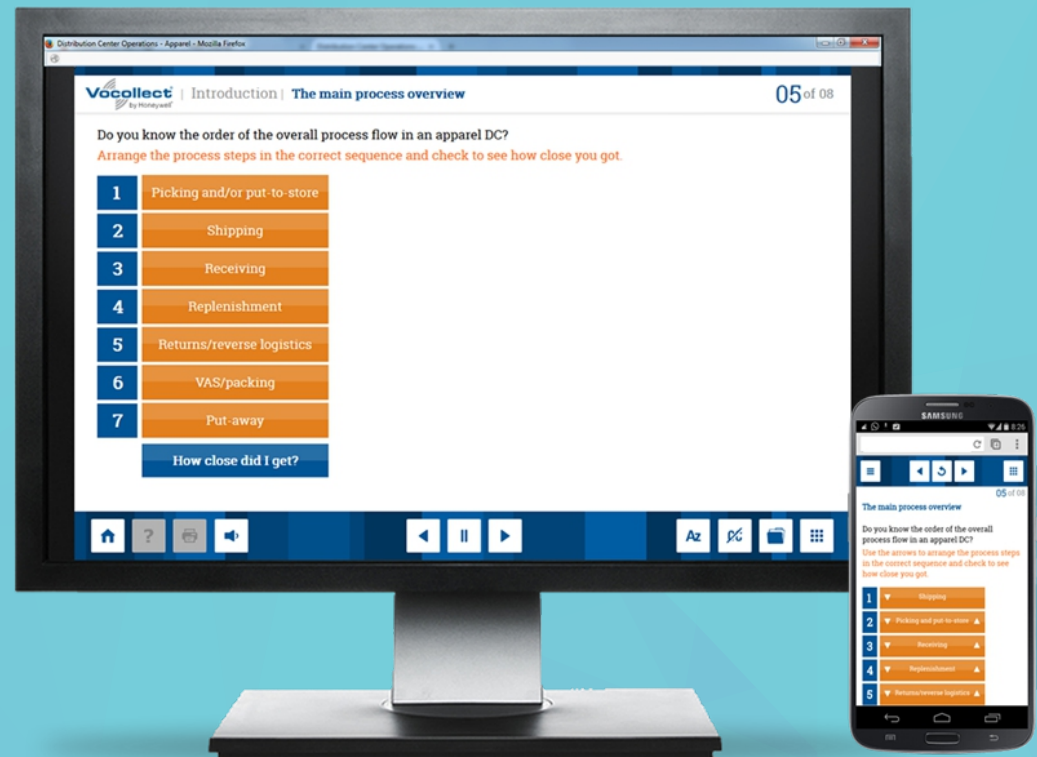 Distribution Center Operations - Apparel - Mozilla Firefox
Vocollect | Introduction | The main process overview
by Honeywell
05 of 08
Do you know the order of the overall process flow in an apparel DC?
Arrange the process steps in the correct sequence and check to see how close you got.
1 Picking and/or put-to-store
2 Shipping
3 Receiving
4 Replenishment
5 Returns/reverse logistics
6 VAS/packing
7 Put-away
How close did I get?
?
Az
SAMSUNG
8:26
05 of 08
The main process overview
Do you know the order of the overall
process flow in an apparel DC?
Use the arrows to arrange the process steps
in the correct sequence and check to see
how close you got.
1 Shipping
2 Picking and put-to-store
3 Receiving
4 Replenishment
5 Returns/reverse logistics